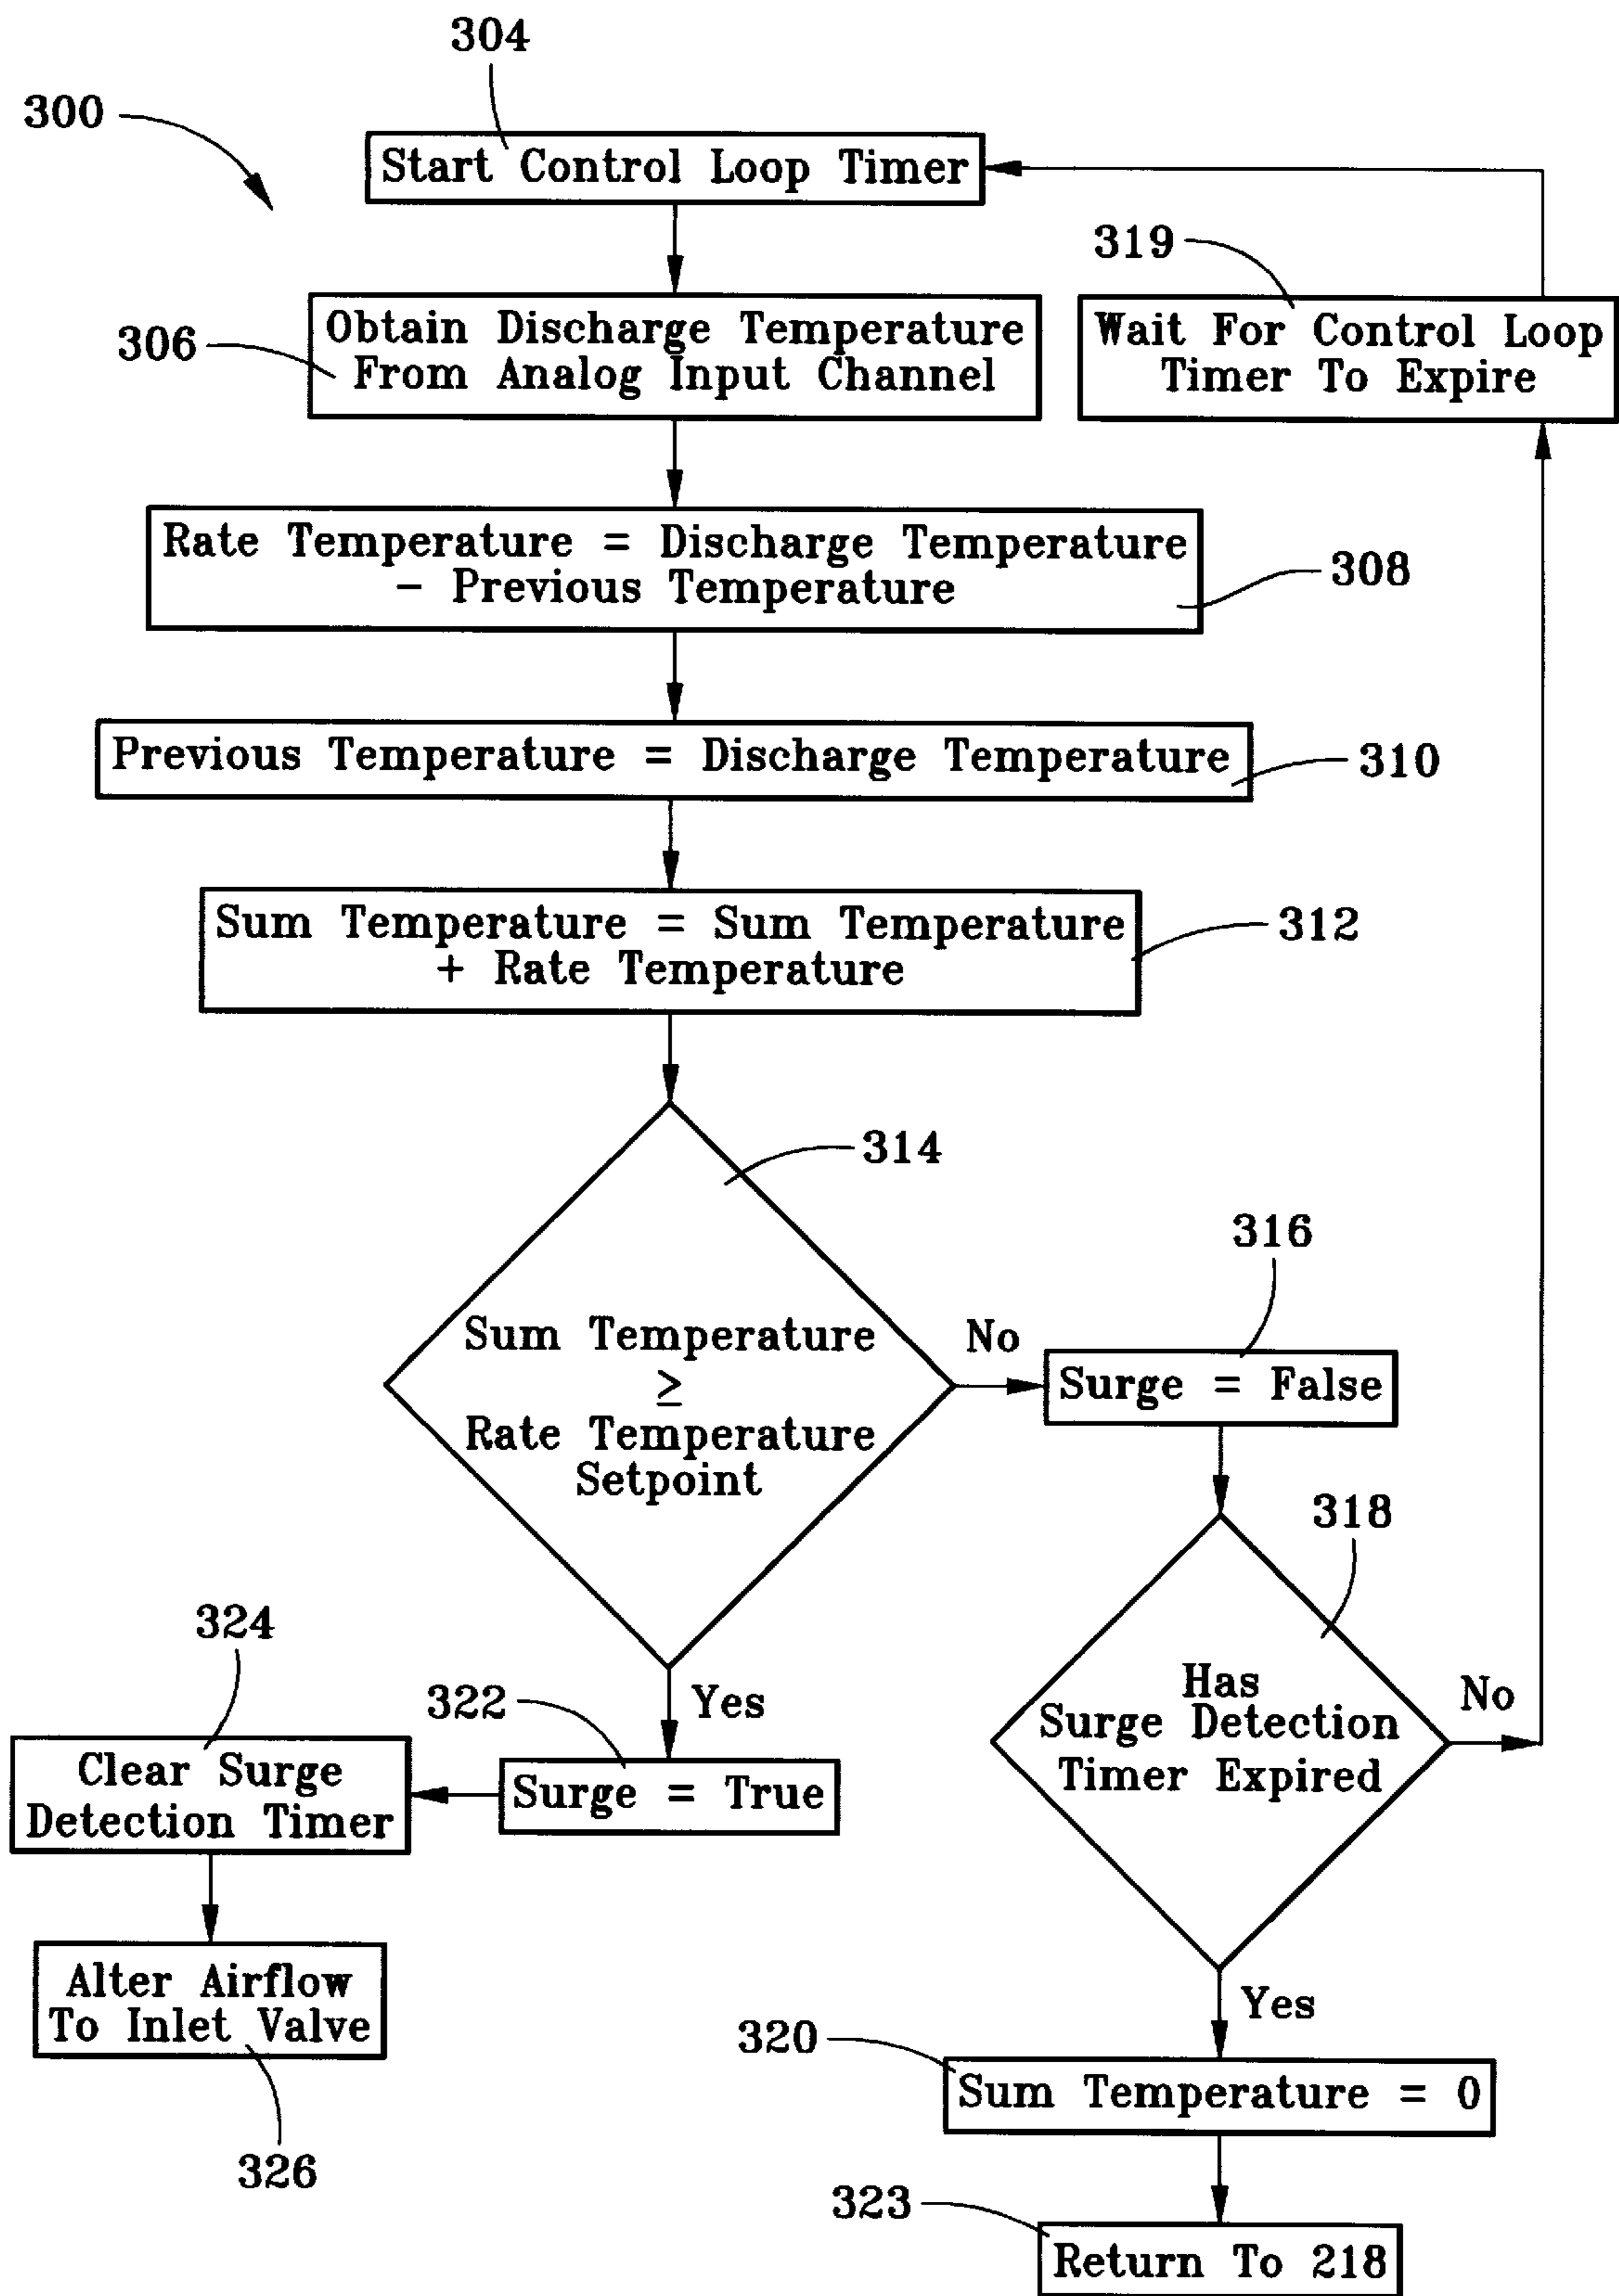 304
300
Start Control Loop Timer
319
306
Obtain Discharge Temperature
From Analog Input Channel
Wait For Control Loop
Timer To Expire
Rate Temperature = Discharge Temperature
- Previous Temperature
308
Previous Temperature = Discharge Temperature
310
Sum Temperature = Sum Temperature
+ Rate Temperature
312
314
Sum Temperature
≥
Rate Temperature
Setpoint
No
316
Surge = False
318
Has
Surge Detection
Timer Expired
No
Yes
322
Surge = True
324
Clear Surge
Detection Timer
Alter Airflow
To Inlet Valve
326
Yes
320
Sum Temperature = 0
323
Return To 218